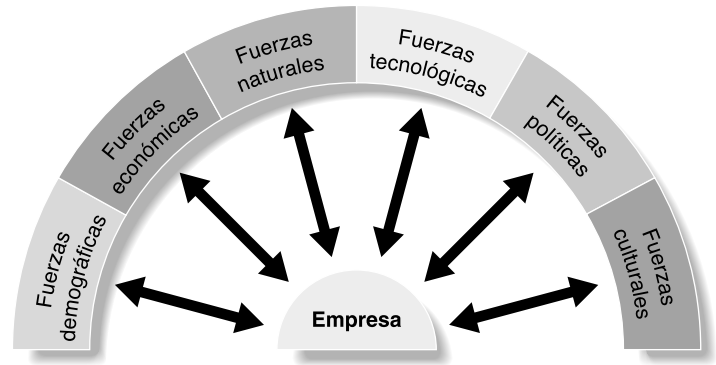 Fuerzas
demográficas
Fuerzas
económicas
Fuerzas
naturales
Fuerzas
tecnológicas
Fuerzas
políticas
Fuerzas
culturales
Empresa